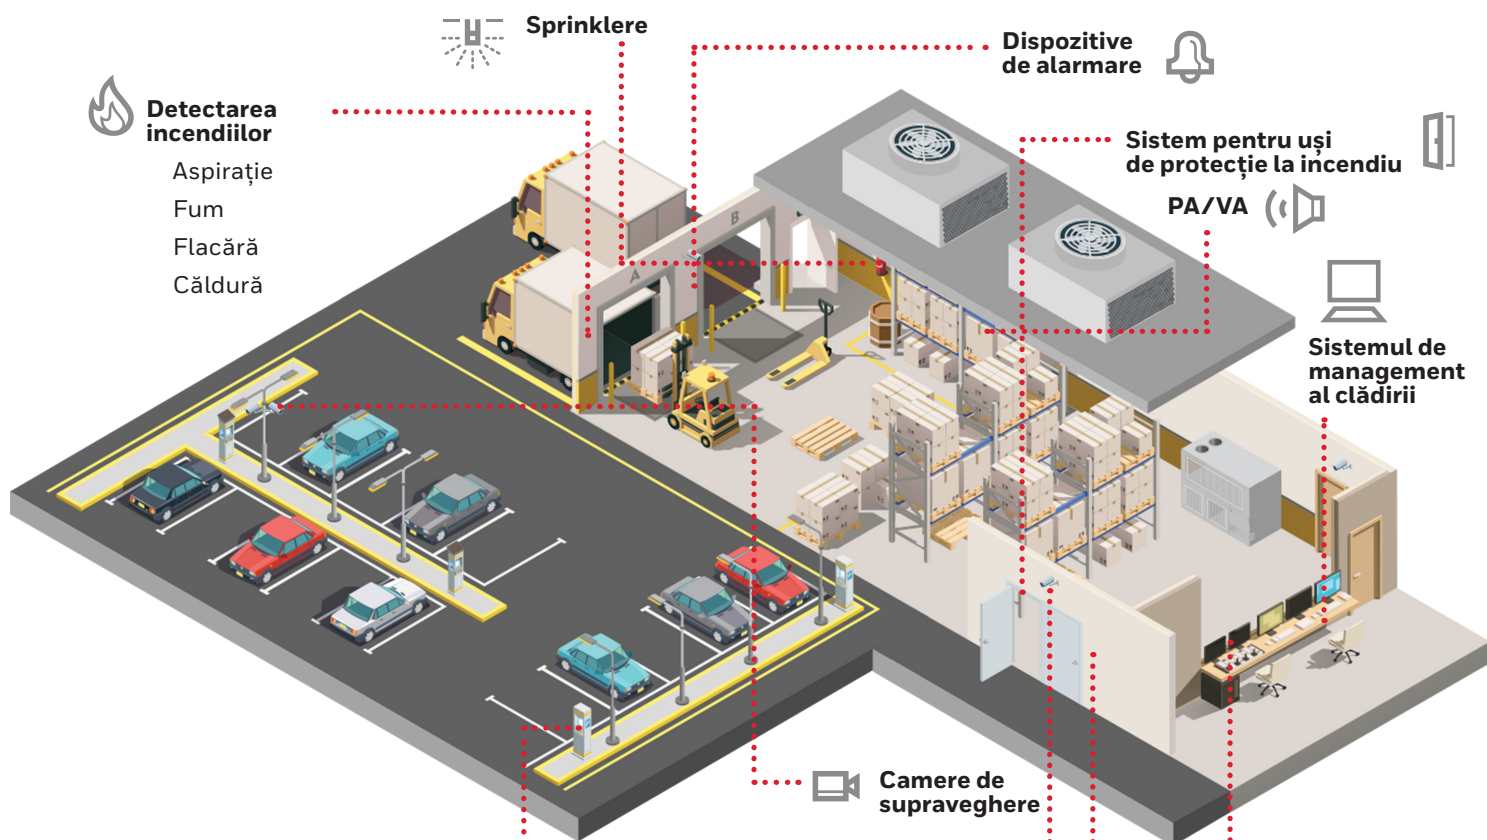 Sprinklere
Dispozitive
de alarmare
Detectarea
incendiilor
Aspirație
Fum
Flacără
Căldură
Sistem pentru uși
de protecție la incendiu
PA/VA
Sistemul de
management
al clădirii
A
B
Camere de
supraveghere